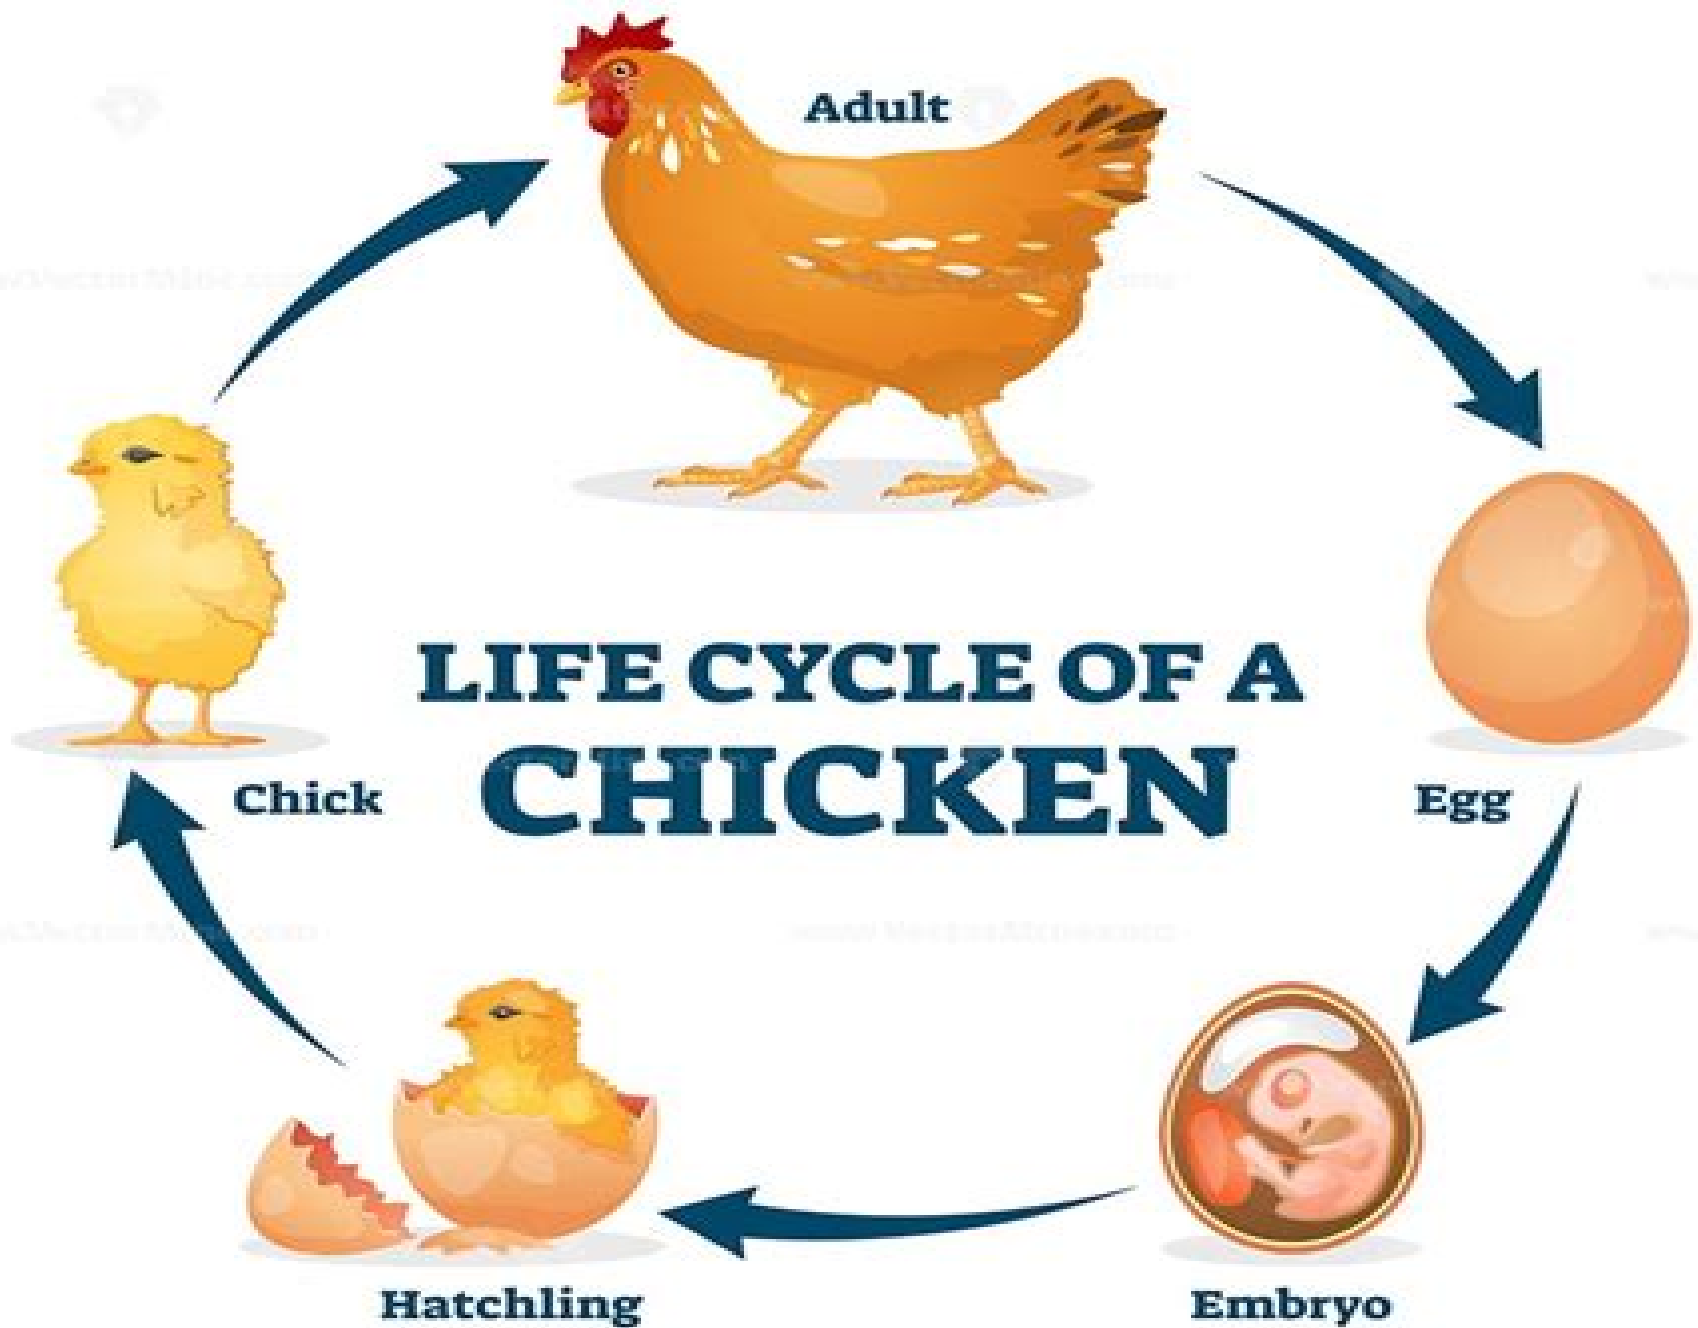 Adult
LIFE CYCLE OF A
CHICKEN
Chick
Egg
Hatchling
Embryo